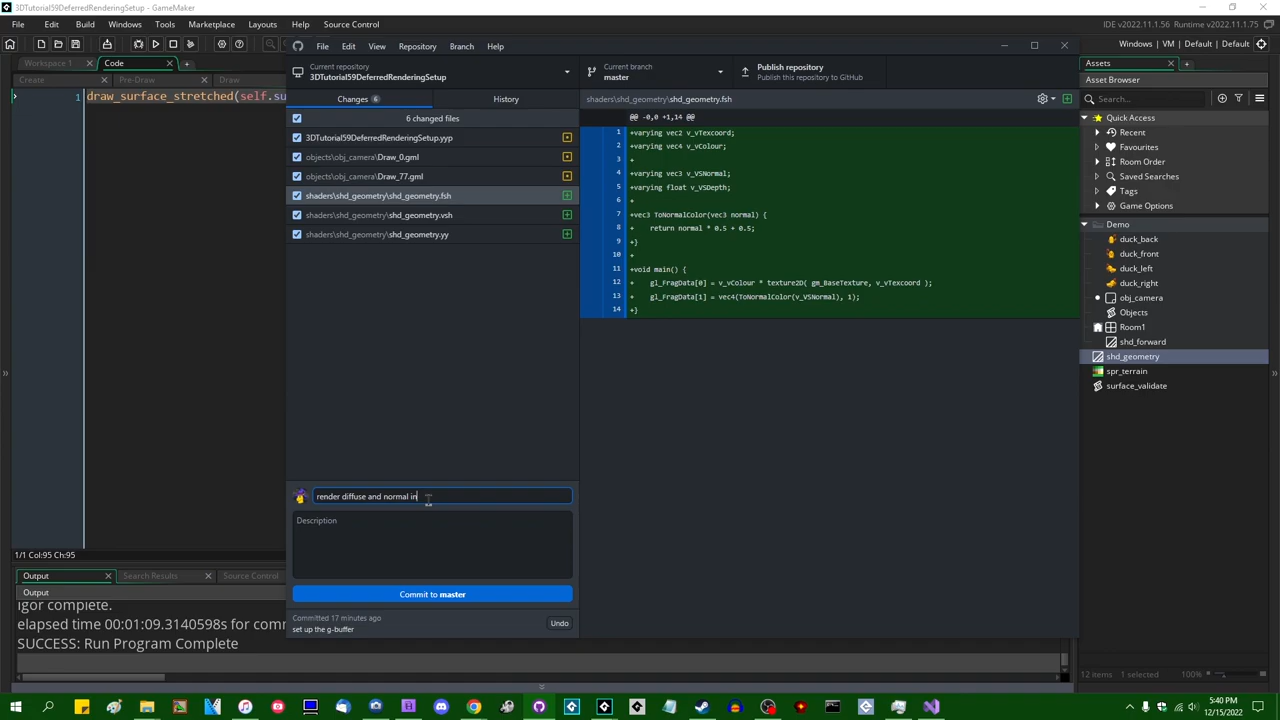 3DTutorial59DeferredRenderingSetup - GameMaker
File Edit Build Windows Tools Marketplace Layouts Source Control
IDE v2022.11.1.56 Runtime v2022.11.1.75
Windows | VM | Default | Default
Workspace 1 Code
Create Pre-Draw Draw
1 draw_surface_stretched(self.su
File Edit View Repository Branch Help
Current repository
3DTutorial59DeferredRenderingSetup
Current branch
master
Publish repository
Publish this repository to GitHub
Changes 6 History
6 changed files
3DTutorial59DeferredRenderingSetup.yyp
objects\obj_camera\Draw_0.gml
objects\obj_camera\Draw_77.gml
shaders\shd_geometry\shd_geometry.fsh
shaders\shd_geometry\shd_geometry.vsh
shaders\shd_geometry\shd_geometry.yy
shaders\shd_geometry\shd_geometry.fsh
@@ -0,0 +1,14 @@
1 +varying vec2 v_vTexcoord;
2 +varying vec4 v_vColour;
3 +
4 +varying vec3 v_VSNormal;
5 +varying float v_VSDepth;
6 +
7 +vec3 ToNormalColor(vec3 normal) {
8 + return normal * 0.5 + 0.5;
9 +}
10 +
11 +void main() {
12 + gl_FragData[0] = v_vColour * texture2D( gm_BaseTexture, v_vTexcoord );
13 + gl_FragData[1] = vec4(ToNormalColor(v_VSNormal), 1);
14 +}
render diffuse and normal in
Description
Commit to master
Committed 17 minutes ago
set up the g-buffer
Undo
Assets
Asset Browser
Search...
Quick Access
Recent
Favourites
Room Order
Saved Searches
Tags
Game Options
Demo
duck_back
duck_front
duck_left
duck_right
obj_camera
Objects
Room1
shd_forward
shd_geometry
spr_terrain
surface_validate
12 items 1 selected 100%
1/1 Col:95 Ch:95
Output Search Results Source Control
Output
Igor complete.
elapsed time 00:01:09.3140598s for comm
SUCCESS: Run Program Complete
5:40 PM
12/15/2022